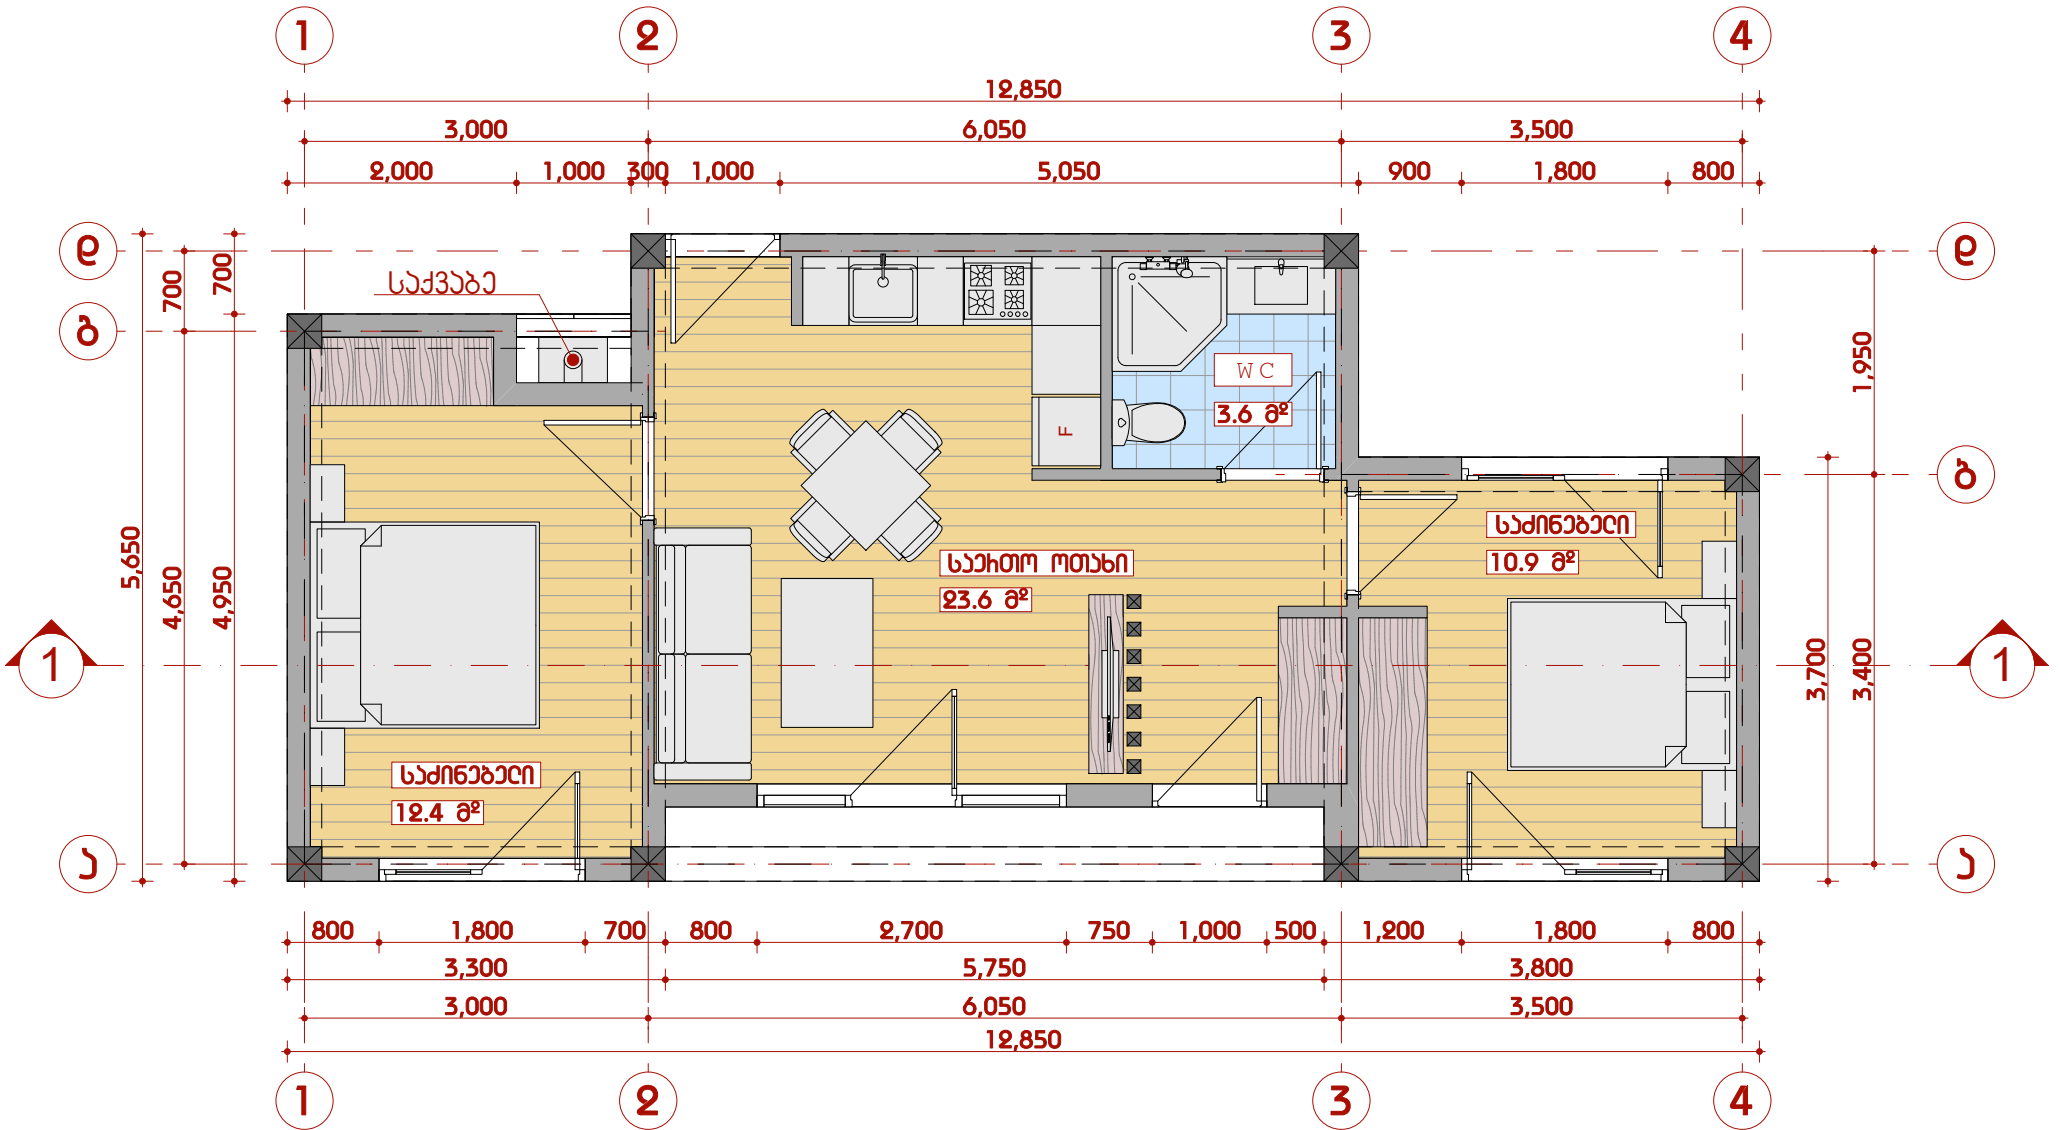 1 2 3 4
12,850
3,000 6,050 3,500
2,000 1,000 300 1,000 5,050 900 1,800 800
დ დ
700 700
საქვაბე
ბ
1,950
WC
3.6 მ²
F
ბ
საძინებელი
10.9 მ²
საერთო ოთახი
23.6 მ²
5,650 4,650 4,950
1 1
3,700 3,400
საძინებელი
12.4 მ²
ა ა
800 1,800 700 800 2,700 750 1,000 500 1,200 1,800 800
3,300 5,750 3,800
3,000 6,050 3,500
12,850
1 2 3 4